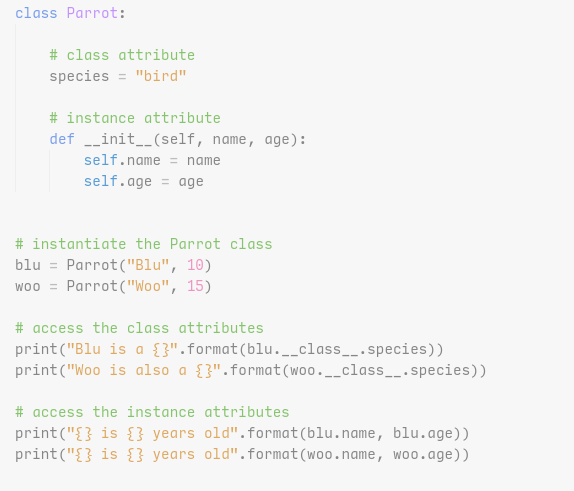 class Parrot:

    # class attribute
    species = "bird"

    # instance attribute
    def __init__(self, name, age):
        self.name = name
        self.age = age


# instantiate the Parrot class
blu = Parrot("Blu", 10)
woo = Parrot("Woo", 15)

# access the class attributes
print("Blu is a {}".format(blu.__class__.species))
print("Woo is also a {}".format(woo.__class__.species))

# access the instance attributes
print("{} is {} years old".format(blu.name, blu.age))
print("{} is {} years old".format(woo.name, woo.age))